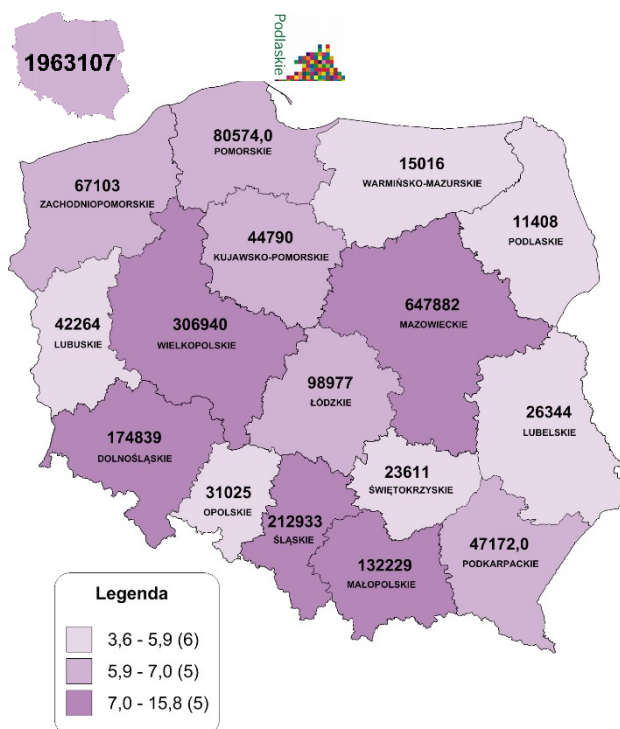 1963107
Podlaskie
80574,0
POMORSKIE
15016
WARMIŃSKO-MAZURSKIE
67103
ZACHODNIOPOMORSKIE
11408
PODLASKIE
44790
KUJAWSKO-POMORSKIE
647882
MAZOWIECKIE
42264
LUBUSKIE
306940
WIELKOPOLSKIE
98977
ŁÓDZKIE
26344
LUBELSKIE
174839
DOLNOŚLĄSKIE
31025
OPOLSKIE
23611
ŚWIĘTOKRZYSKIE
212933
ŚLĄSKIE
132229
MAŁOPOLSKIE
47172,0
PODKARPACKIE
Legenda
3,6 - 5,9 (6)
5,9 - 7,0 (5)
7,0 - 15,8 (5)